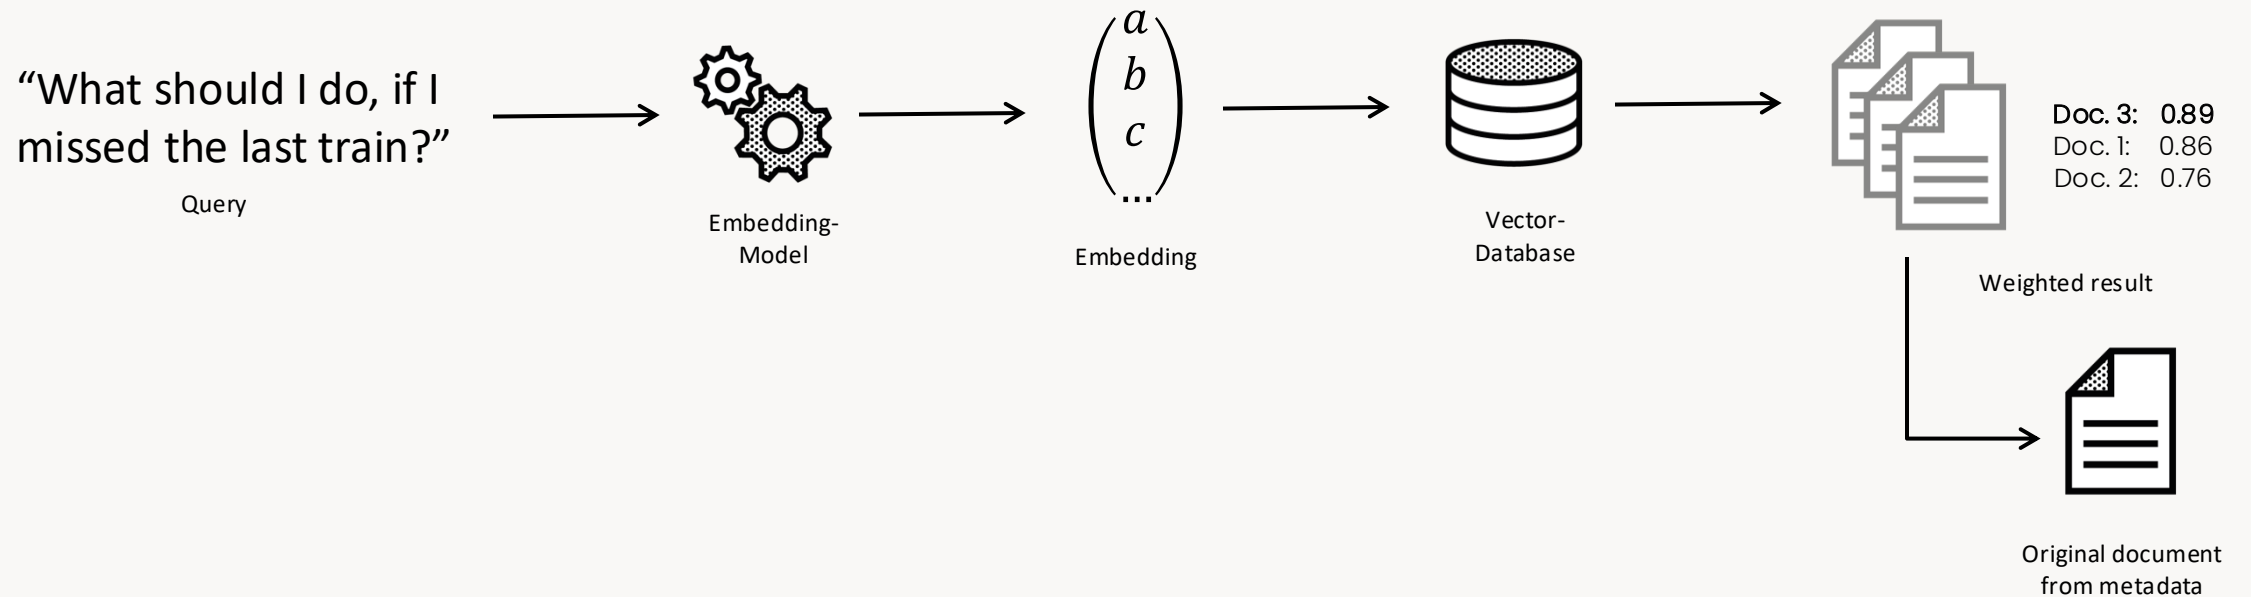 “What should I do, if I
missed the last train?”
Query
Embedding-
Model
a
b
c
...
Embedding
Vector-
Database
Doc. 3: 0.89
Doc. 1: 0.86
Doc. 2: 0.76
Weighted result
Original document
from metadata